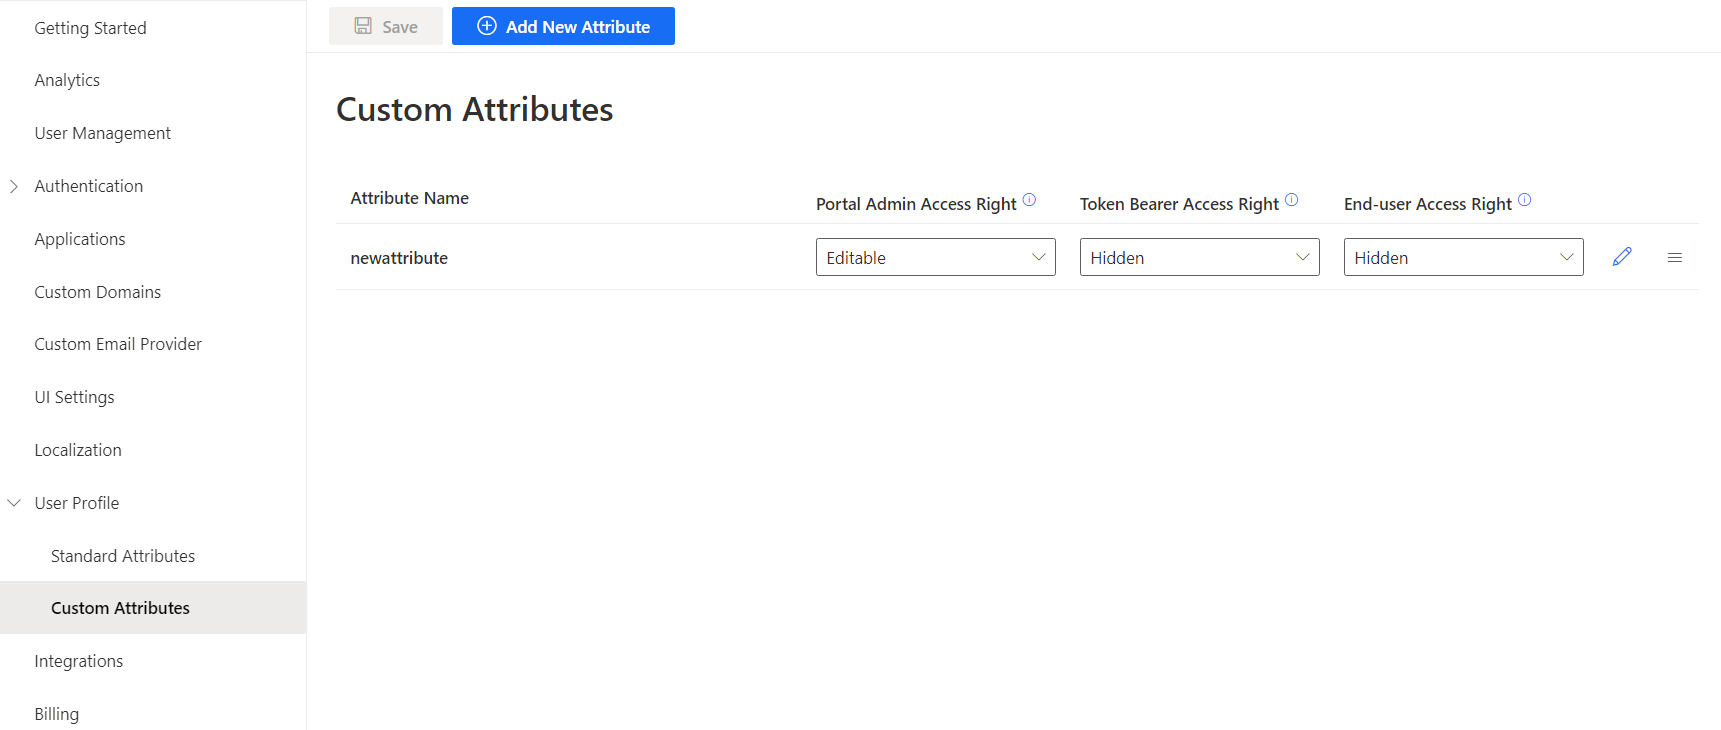 Getting Started
Analytics
User Management
Authentication
Applications
Custom Domains
Custom Email Provider
UI Settings
Localization
User Profile
Standard Attributes
Custom Attributes
Integrations
Billing
Save
Add New Attribute
Custom Attributes
Attribute Name Portal Admin Access Right Token Bearer Access Right End-user Access Right
newattribute Editable Hidden Hidden